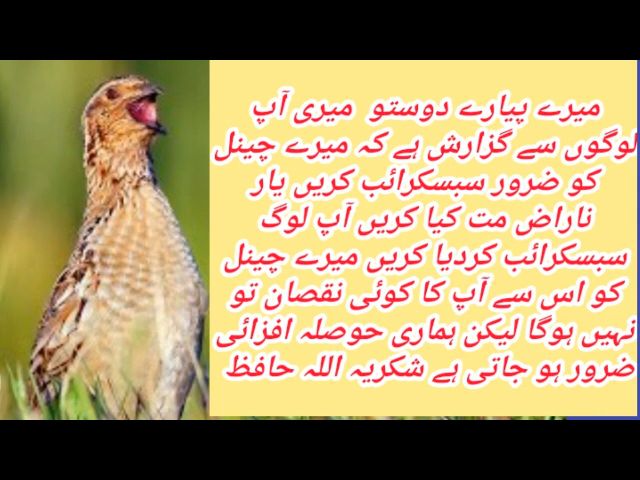 میرے پیارے دوستو میری آپ
لوگوں سے گزارش ہے کہ میرے چینل
کو ضرور سبسکرائب کریں یار
ناراض مت کیا کریں آپ لوگ
سبسکرائب کردیا کریں میرے چینل
کو اس سے آپ کا کوئی نقصان تو
نہیں ہوگا لیکن ہماری حوصلہ افزائی
ضرور ہو جاتی ہے شکریہ اللہ حافظ